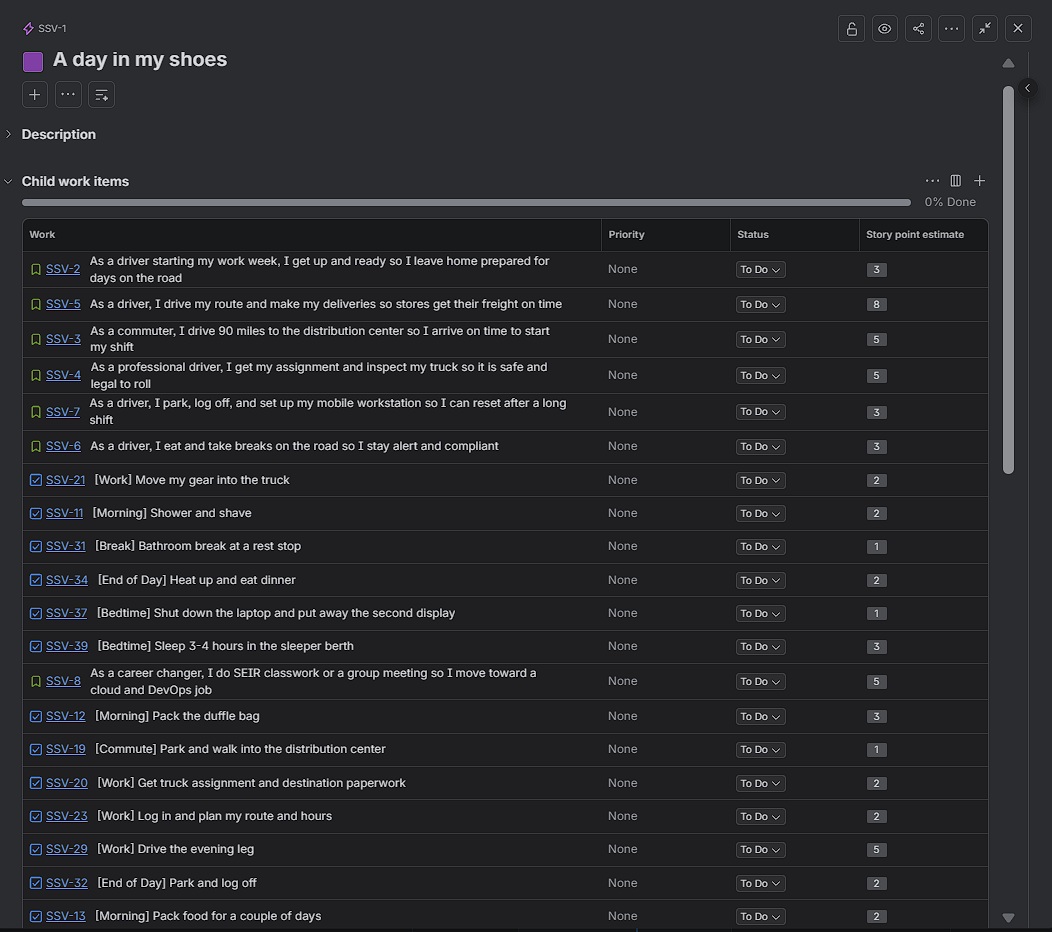 SSV-1
A day in my shoes
Description
Child work items
0% Done
Work Priority Status Story point estimate
SSV-2 As a driver starting my work week, I get up and ready so I leave home prepared for
days on the road None To Do 3
SSV-5 As a driver, I drive my route and make my deliveries so stores get their freight on time None To Do 8
SSV-3 As a commuter, I drive 90 miles to the distribution center so I arrive on time to start
my shift None To Do 5
SSV-4 As a professional driver, I get my assignment and inspect my truck so it is safe and
legal to roll None To Do 5
SSV-7 As a driver, I park, log off, and set up my mobile workstation so I can reset after a long
shift None To Do 3
SSV-6 As a driver, I eat and take breaks on the road so I stay alert and compliant None To Do 3
SSV-21 [Work] Move my gear into the truck None To Do 2
SSV-11 [Morning] Shower and shave None To Do 2
SSV-31 [Break] Bathroom break at a rest stop None To Do 1
SSV-34 [End of Day] Heat up and eat dinner None To Do 2
SSV-37 [Bedtime] Shut down the laptop and put away the second display None To Do 1
SSV-39 [Bedtime] Sleep 3-4 hours in the sleeper berth None To Do 3
SSV-8 As a career changer, I do SEIR classwork or a group meeting so I move toward a
cloud and DevOps job None To Do 5
SSV-12 [Morning] Pack the duffle bag None To Do 3
SSV-19 [Commute] Park and walk into the distribution center None To Do 1
SSV-20 [Work] Get truck assignment and destination paperwork None To Do 2
SSV-23 [Work] Log in and plan my route and hours None To Do 2
SSV-29 [Work] Drive the evening leg None To Do 5
SSV-32 [End of Day] Park and log off None To Do 2
SSV-13 [Morning] Pack food for a couple of days None To Do 2